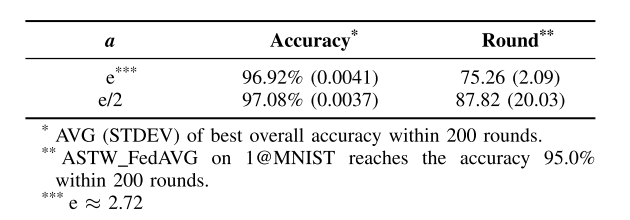 a Accuracy* Round**
e*** 96.92% (0.0041) 75.26 (2.09)
e/2 97.08% (0.0037) 87.82 (20.03)
* AVG (STDEV) of best overall accuracy within 200 rounds.
** ASTW_FedAVG on 1@MNIST reaches the accuracy 95.0%
within 200 rounds.
*** e ≈ 2.72